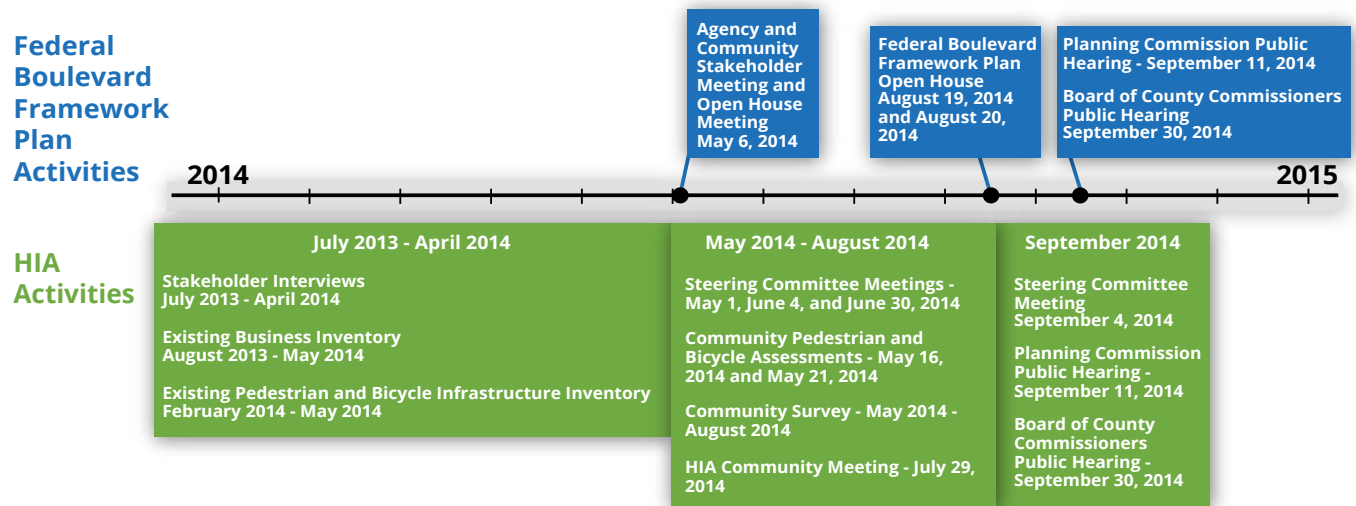 Federal
Boulevard
Framework
Plan
Activities
Agency and
Community
Stakeholder
Meeting and
Open House
Meeting
May 6, 2014
Federal Boulevard
Framework Plan
Open House
August 19, 2014
and August 20,
2014
Planning Commission Public
Hearing - September 11, 2014
Board of County Commissioners
Public Hearing
September 30, 2014
2014
2015
HIA
Activities
July 2013 - April 2014
Stakeholder Interviews
July 2013 - April 2014
Existing Business Inventory
August 2013 - May 2014
Existing Pedestrian and Bicycle Infrastructure Inventory
February 2014 - May 2014
May 2014 - August 2014
Steering Committee Meetings -
May 1, June 4, and June 30, 2014
Community Pedestrian and
Bicycle Assessments - May 16,
2014 and May 21, 2014
Community Survey - May 2014 -
August 2014
HIA Community Meeting - July 29,
2014
September 2014
Steering Committee
Meeting
September 4, 2014
Planning Commission
Public Hearing -
September 11, 2014
Board of County
Commissioners
Public Hearing -
September 30, 2014